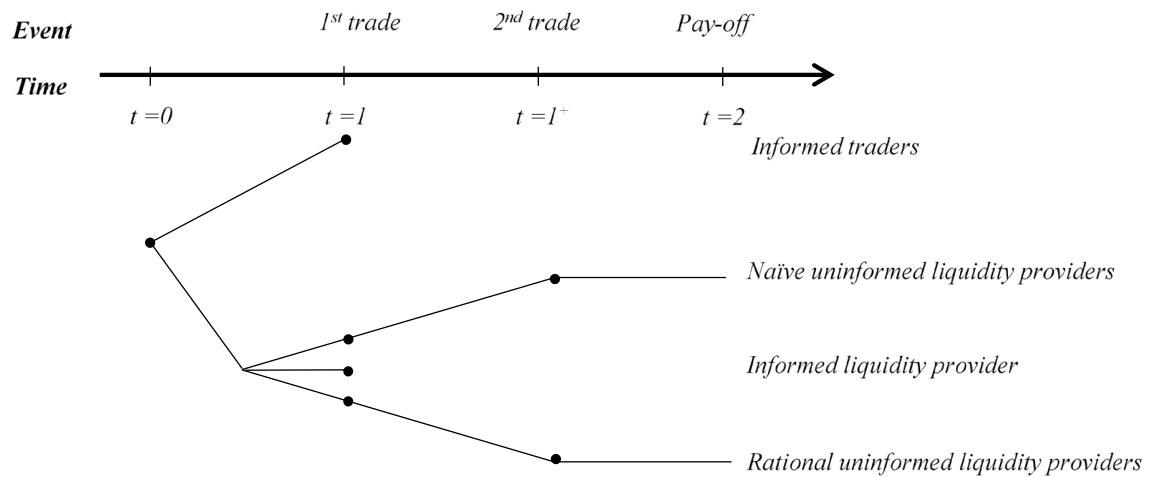 Event 1st trade 2nd trade Pay-off
Time
t =0 t =1 t =1+ t =2
Informed traders
Naïve uninformed liquidity providers
Informed liquidity provider
Rational uninformed liquidity providers